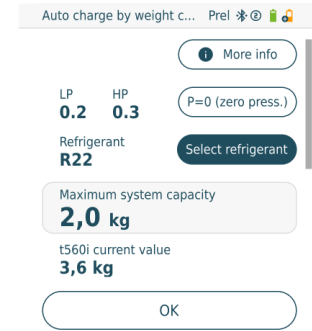 Auto charge by weight c... Prel
More info
LP HP
0.2 0.3
P=0 (zero press.)
Refrigerant
R22
Select refrigerant
Maximum system capacity
2,0 kg
t560i current value
3,6 kg
OK